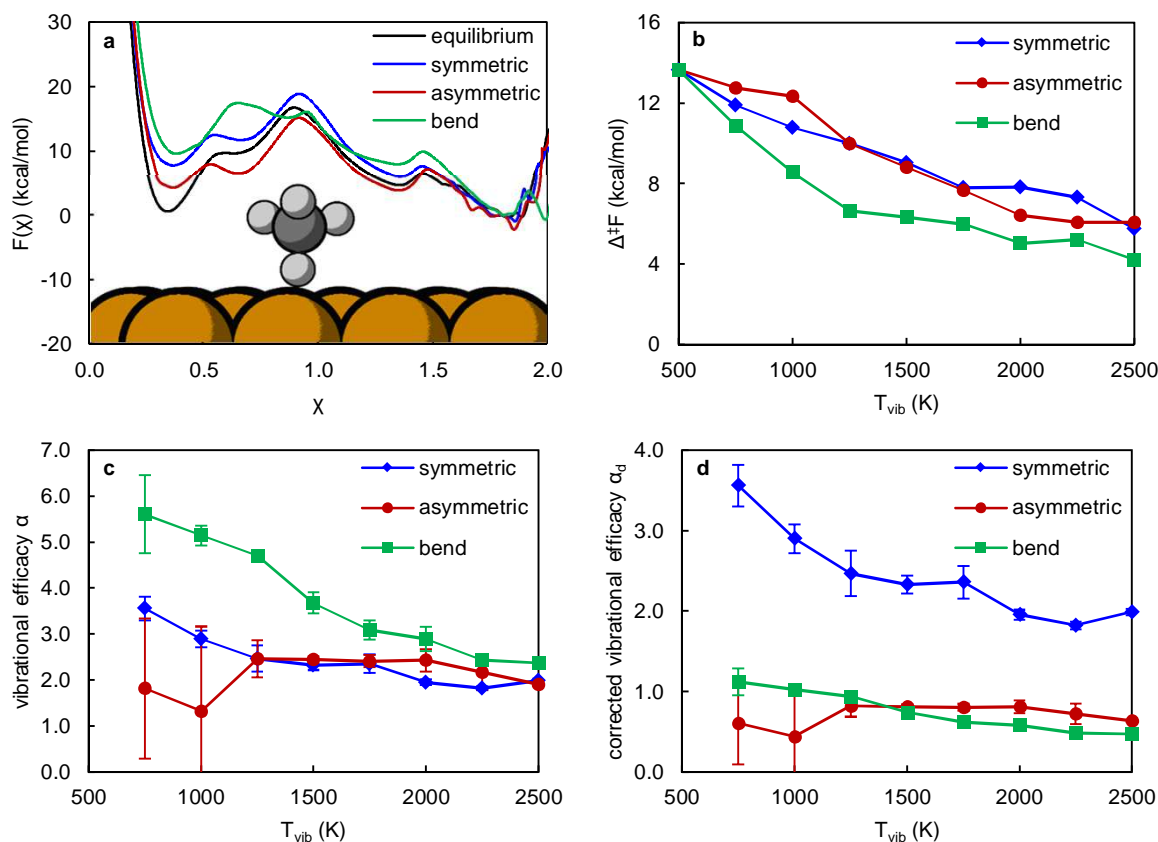 a
equilibrium
symmetric
asymmetric
bend
30
20
10
0
-10
-20
F(χ) (kcal/mol)
0.0 0.5 1.0 1.5 2.0
χ
b
symmetric
asymmetric
bend
16
12
8
4
0
Δ‡F (kcal/mol)
500 1000 1500 2000 2500
Tvib (K)
c
symmetric
asymmetric
bend
7.0
6.0
5.0
4.0
3.0
2.0
1.0
0.0
vibrational efficacy α
500 1000 1500 2000 2500
Tvib (K)
d
symmetric
asymmetric
bend
4.0
3.0
2.0
1.0
0.0
corrected vibrational efficacy αd
500 1000 1500 2000 2500
Tvib (K)